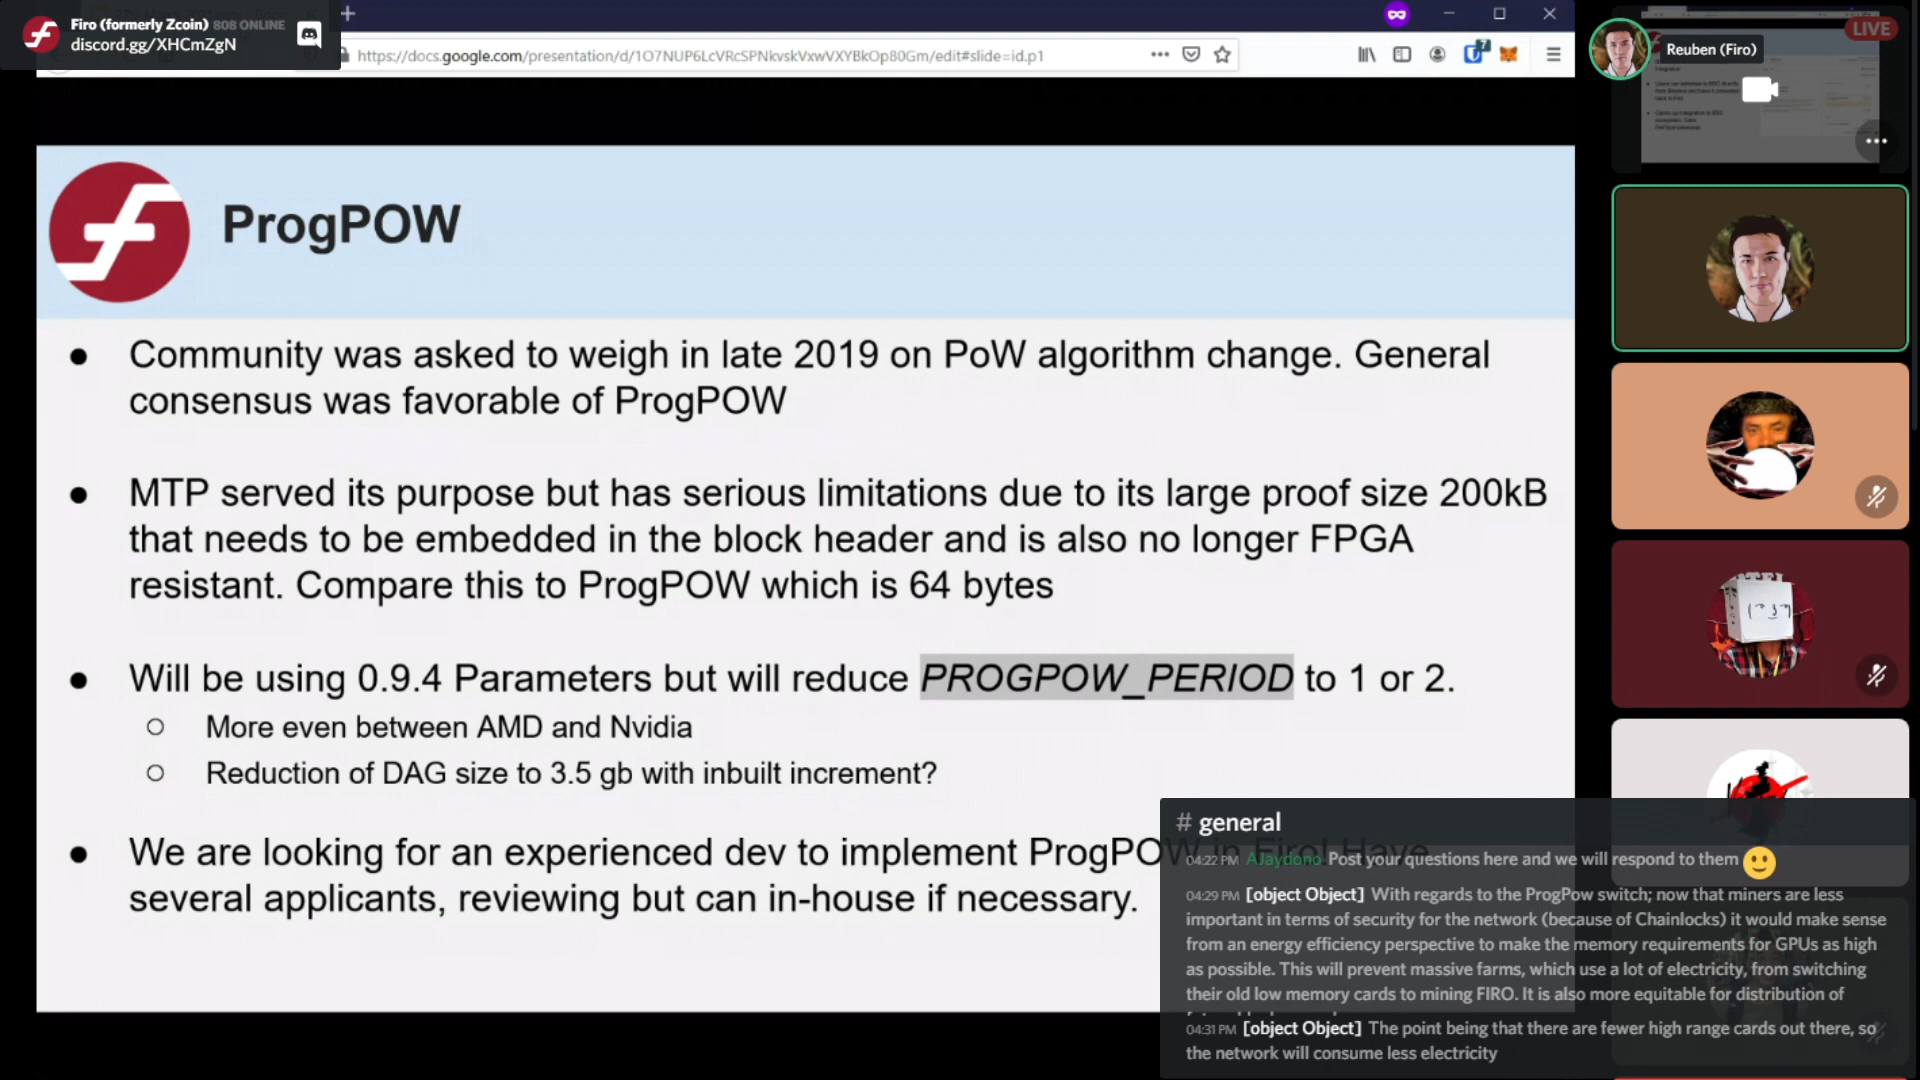 Firo (formerly Zcoin) 808 ONLINE
discord.gg/XHCmZgN
https://docs.google.com/presentation/d/1O7NUP6LcVRcSPNkvskVxwVXYBkOp80Gm/edit#slide=id.p1
7
LIVE
Reuben (Firo)
ProgPOW
● Community was asked to weigh in late 2019 on PoW algorithm change. General
consensus was favorable of ProgPOW
● MTP served its purpose but has serious limitations due to its large proof size 200kB
that needs to be embedded in the block header and is also no longer FPGA
resistant. Compare this to ProgPOW which is 64 bytes
● Will be using 0.9.4 Parameters but will reduce PROGPOW_PERIOD to 1 or 2.
○ More even between AMD and Nvidia
○ Reduction of DAG size to 3.5 gb with inbuilt increment?
● We are looking for an experienced dev to implement ProgPOW in Firo! Have
several applicants, reviewing but can in-house if necessary.
# general
04:22 PM AJaydono Post your questions here and we will respond to them
04:29 PM [object Object] With regards to the ProgPow switch; now that miners are less
important in terms of security for the network (because of Chainlocks) it would make sense
from an energy efficiency perspective to make the memory requirements for GPUs as high
as possible. This will prevent massive farms, which use a lot of electricity, from switching
their old low memory cards to mining FIRO. It is also more equitable for distribution of
04:31 PM [object Object] The point being that there are fewer high range cards out there, so
the network will consume less electricity